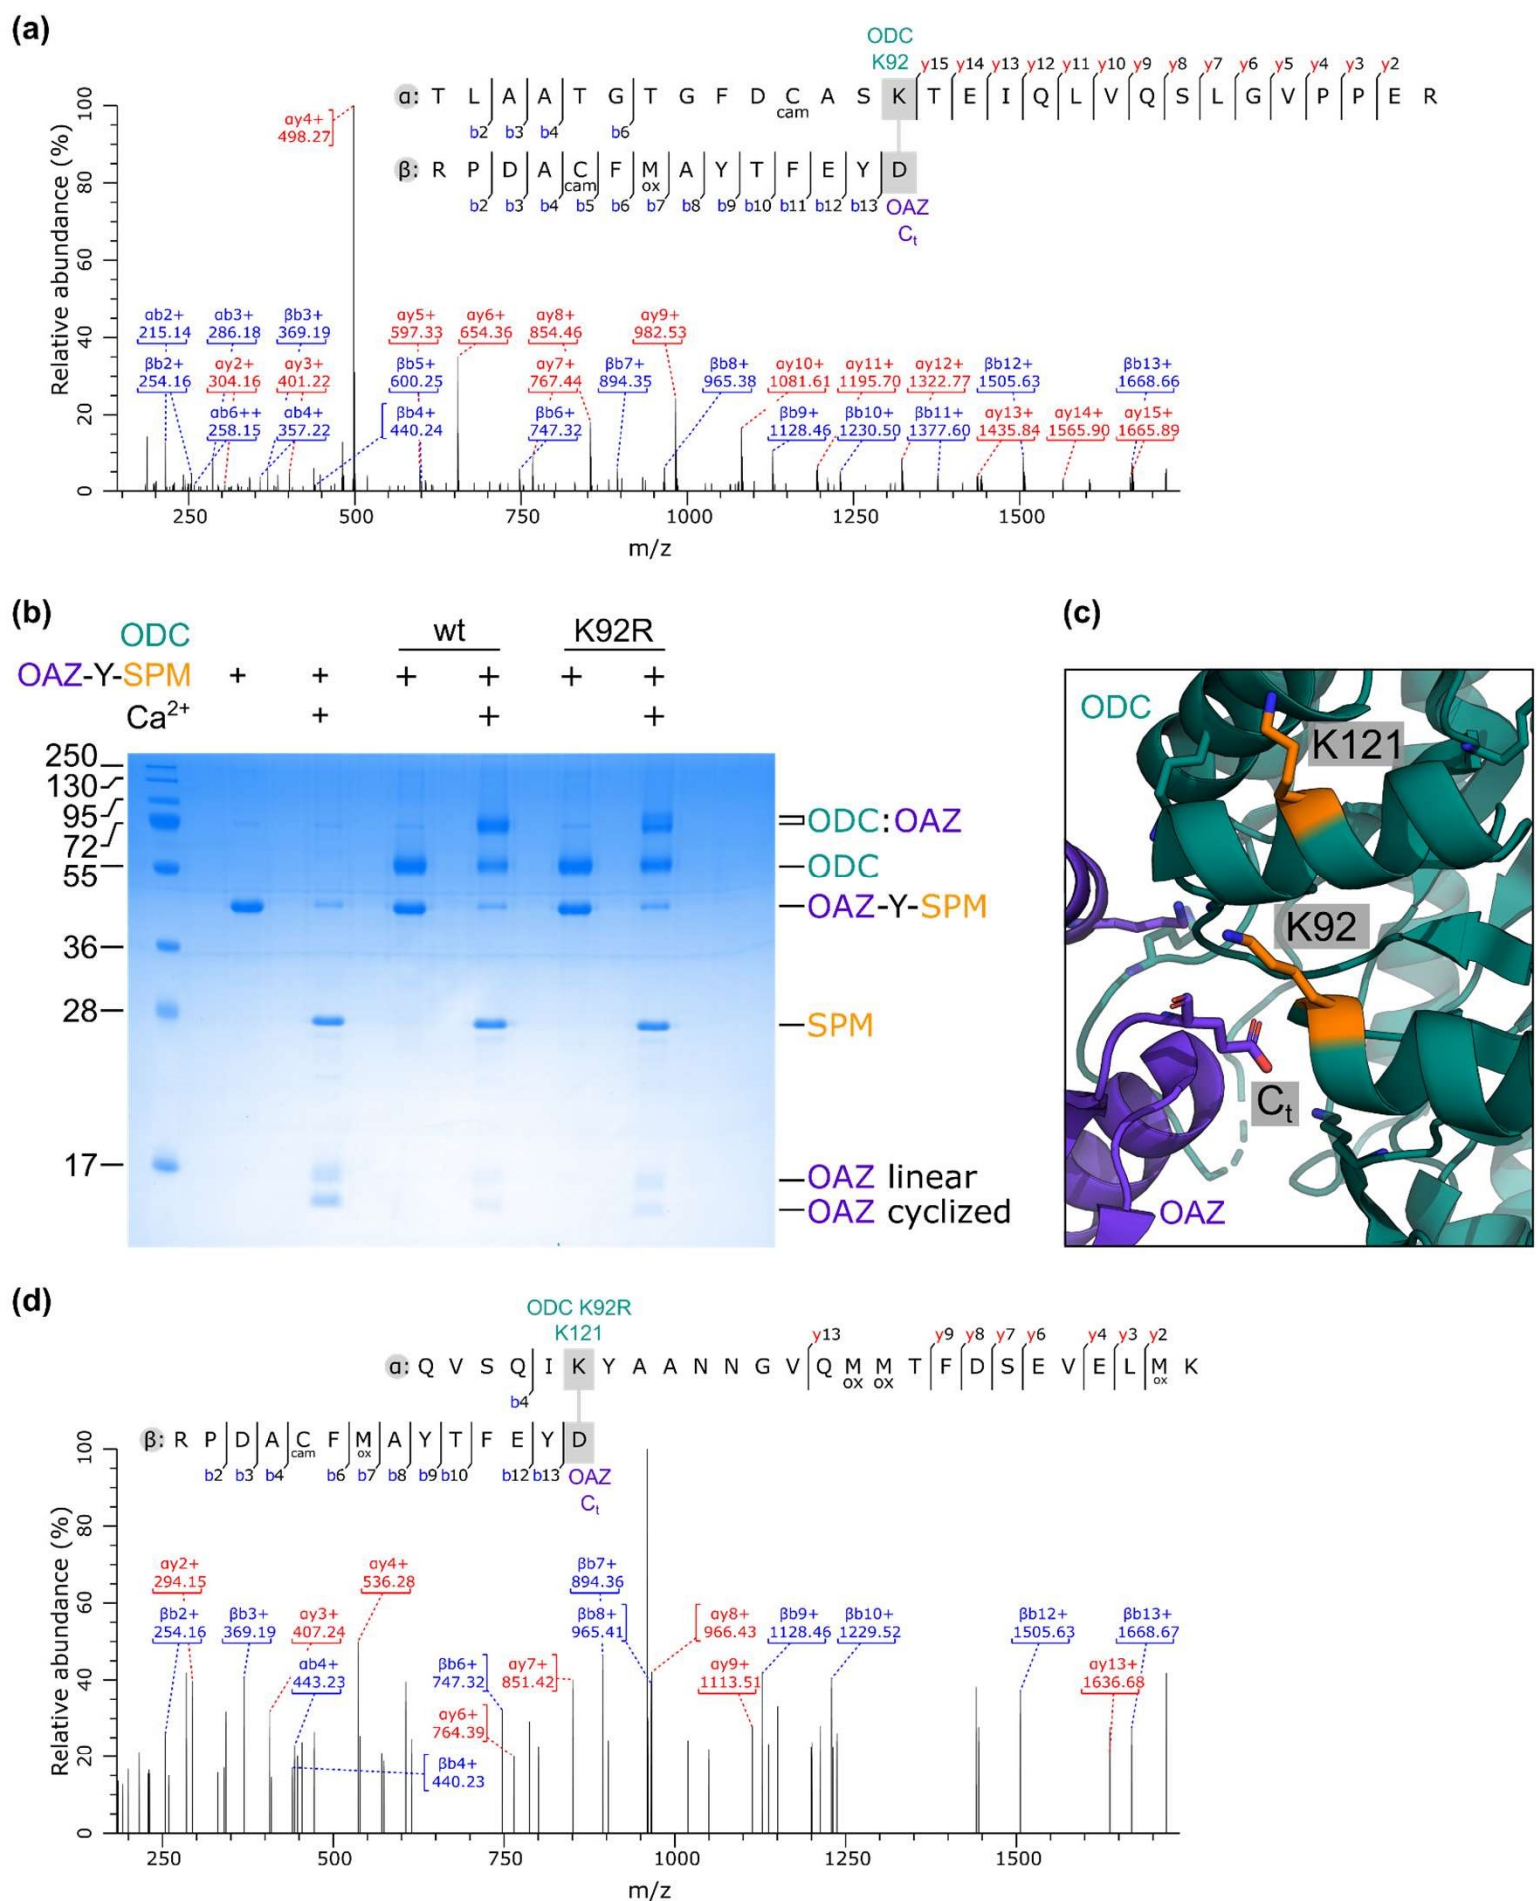 (a)
ODC
K92
y15 y14 y13 y12 y11 y10 y9 y8 y7 y6 y5 y4 y3 y2
α: T L A A T G T G F D C A S K T E I Q L V Q S L G V P P E R
cam
b2 b3 b4 b6
β: R P D A C F M A Y T F E Y D
cam ox
b2 b3 b4 b5 b6 b7 b8 b9 b10 b11 b12 b13
OAZ
Ct
Relative abundance (%)
100
80
60
40
20
0
αy4+
498.27
αb2+ αb3+ βb3+ αy5+ αy6+ αy8+ αy9+
215.14 286.18 369.19 597.33 654.36 854.46 982.53
βb2+ αy2+ αy3+ βb5+ αy7+ βb7+ βb8+ αy10+ αy11+ αy12+ βb12+ βb13+
254.16 304.16 401.22 600.25 767.44 894.35 965.38 1081.61 1195.70 1322.77 1505.63 1668.66
αb6++ αb4+ βb4+ βb6+ βb9+ βb10+ βb11+ αy13+ αy14+ αy15+
258.15 357.22 440.24 747.32 1128.46 1230.50 1377.60 1435.84 1565.90 1665.89
250 500 750 1000 1250 1500
m/z
(b)
ODC wt K92R
OAZ-Y-SPM + + + + + +
Ca2+ + + +
250
130
95
72
55
36
28
17
ODC:OAZ
ODC
OAZ-Y-SPM
SPM
OAZ linear
OAZ cyclized
(c)
ODC
K121
K92
Ct
OAZ
(d)
ODC K92R
K121
y13 y9 y8 y7 y6 y4 y3 y2
α: Q V S Q I K Y A A N N G V Q M M T F D S E V E L M K
ox ox ox
b4
β: R P D A C F M A Y T F E Y D
cam ox
b2 b3 b4 b6 b7 b8 b9 b10 b12 b13
OAZ
Ct
Relative abundance (%)
100
80
60
40
20
0
αy2+ αy4+ βb7+
294.15 536.28 894.36
βb2+ βb3+ αy3+ βb8+ αy8+ βb9+ βb10+ βb12+ βb13+
254.16 369.19 407.24 965.41 966.43 1128.46 1229.52 1505.63 1668.67
αb4+ βb6+ αy7+ αy9+ αy13+
443.23 747.32 851.42 1113.51 1636.68
αy6+
764.39
βb4+
440.23
250 500 750 1000 1250 1500
m/z